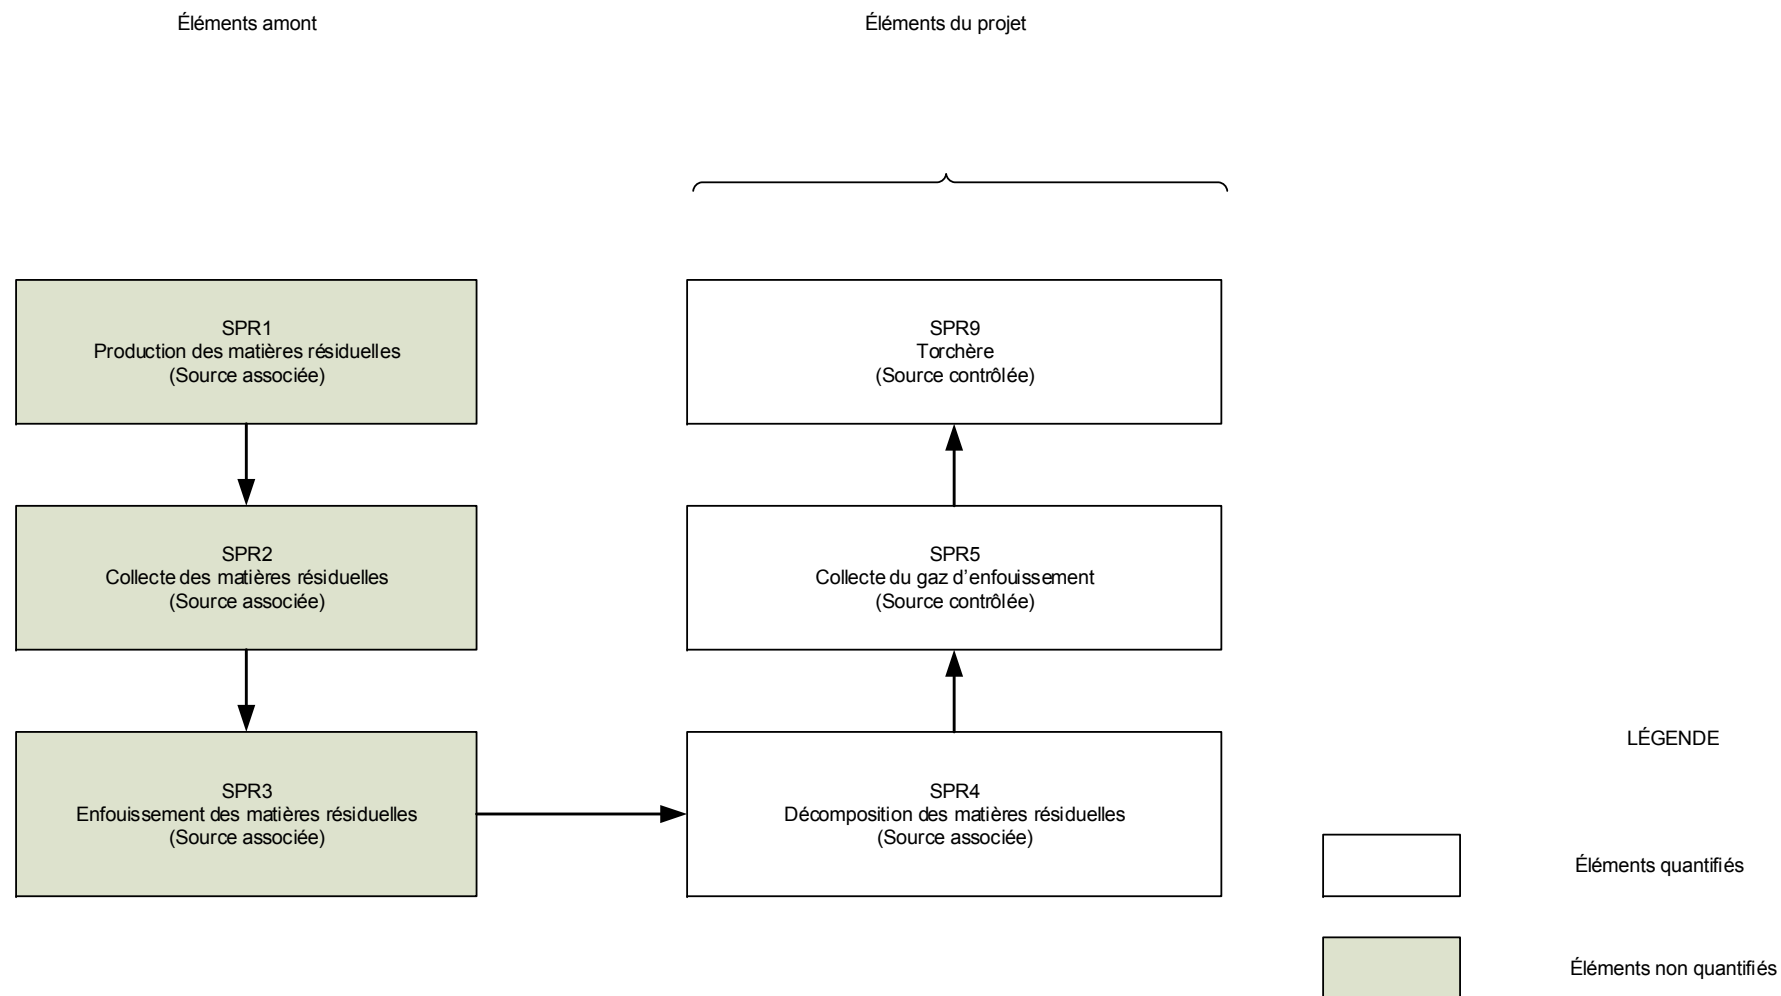 Éléments amont
Éléments du projet
SPR1
Production des matières résiduelles
(Source associée)
SPR2
Collecte des matières résiduelles
(Source associée)
SPR3
Enfouissement des matières résiduelles
(Source associée)
SPR9
Torchère
(Source contrôlée)
SPR5
Collecte du gaz d’enfouissement
(Source contrôlée)
SPR4
Décomposition des matières résiduelles
(Source associée)
LÉGENDE
Éléments quantifiés
Éléments non quantifiés